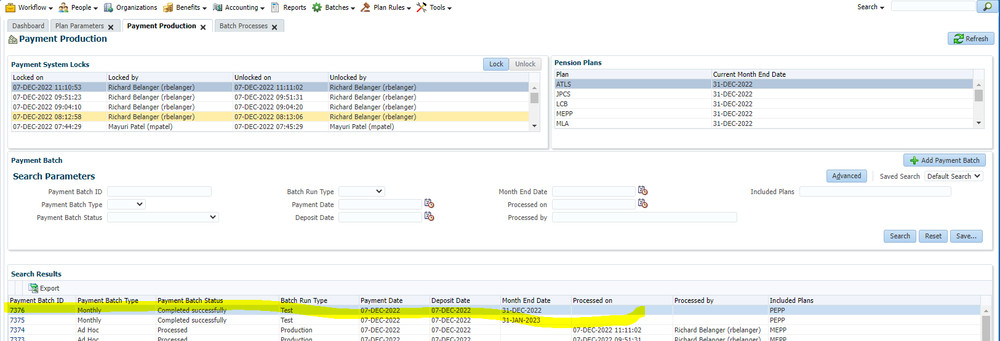 Workflow People Organizations Benefits Accounting Reports Batches Plan Rules Tools Search
Dashboard Plan Parameters Payment Production Batch Processes
Payment Production Refresh
Payment System Locks Lock Unlock
Locked on Locked by Unlocked on Unlocked by
07-DEC-2022 11:10:53 Richard Belanger (rbelanger) 07-DEC-2022 11:11:02 Richard Belanger (rbelanger)
07-DEC-2022 09:51:23 Richard Belanger (rbelanger) 07-DEC-2022 09:51:31 Richard Belanger (rbelanger)
07-DEC-2022 09:04:10 Richard Belanger (rbelanger) 07-DEC-2022 09:04:20 Richard Belanger (rbelanger)
07-DEC-2022 08:12:58 Richard Belanger (rbelanger) 07-DEC-2022 08:13:06 Richard Belanger (rbelanger)
07-DEC-2022 07:44:29 Mayuri Patel (mpatel) 07-DEC-2022 07:45:29 Mayuri Patel (mpatel)
Pension Plans
Plan Current Month End Date
ATLS 31-DEC-2022
JPCS 31-DEC-2022
LCB 31-DEC-2022
MEPP 31-DEC-2022
MLA 31-DEC-2022
Payment Batch Add Payment Batch
Search Parameters Advanced Saved Search Default Search
Payment Batch ID Batch Run Type Month End Date Included Plans
Payment Batch Type Payment Date Processed on
Payment Batch Status Deposit Date Processed by
Search Reset Save...
Search Results
Export
Payment Batch ID Payment Batch Type Payment Batch Status Batch Run Type Payment Date Deposit Date Month End Date Processed on Processed by Included Plans
7376 Monthly Completed successfully Test 07-DEC-2022 07-DEC-2022 31-DEC-2022 PEPP
7375 Monthly Completed successfully Test 07-DEC-2022 07-DEC-2022 31-JAN-2023 PEPP
7374 Ad Hoc Processed Production 07-DEC-2022 07-DEC-2022 07-DEC-2022 11:11:02 Richard Belanger (rbelanger) MEPP
7373 Ad Hoc Processed Production 07-DEC-2022 07-DEC-2022 07-DEC-2022 09:51:31 Richard Belanger (rbelanger) MEPP